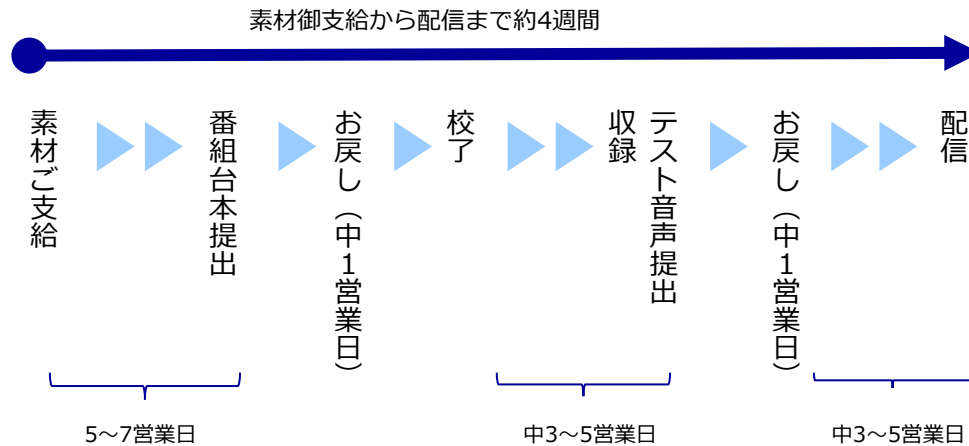 素材御支給から配信まで約4週間
素材ご支給
番組台本提出
お戻し（中1営業日）
校了
収録
テスト音声提出
お戻し（中1営業日）
配信
5～7営業日
中3～5営業日
中3～5営業日